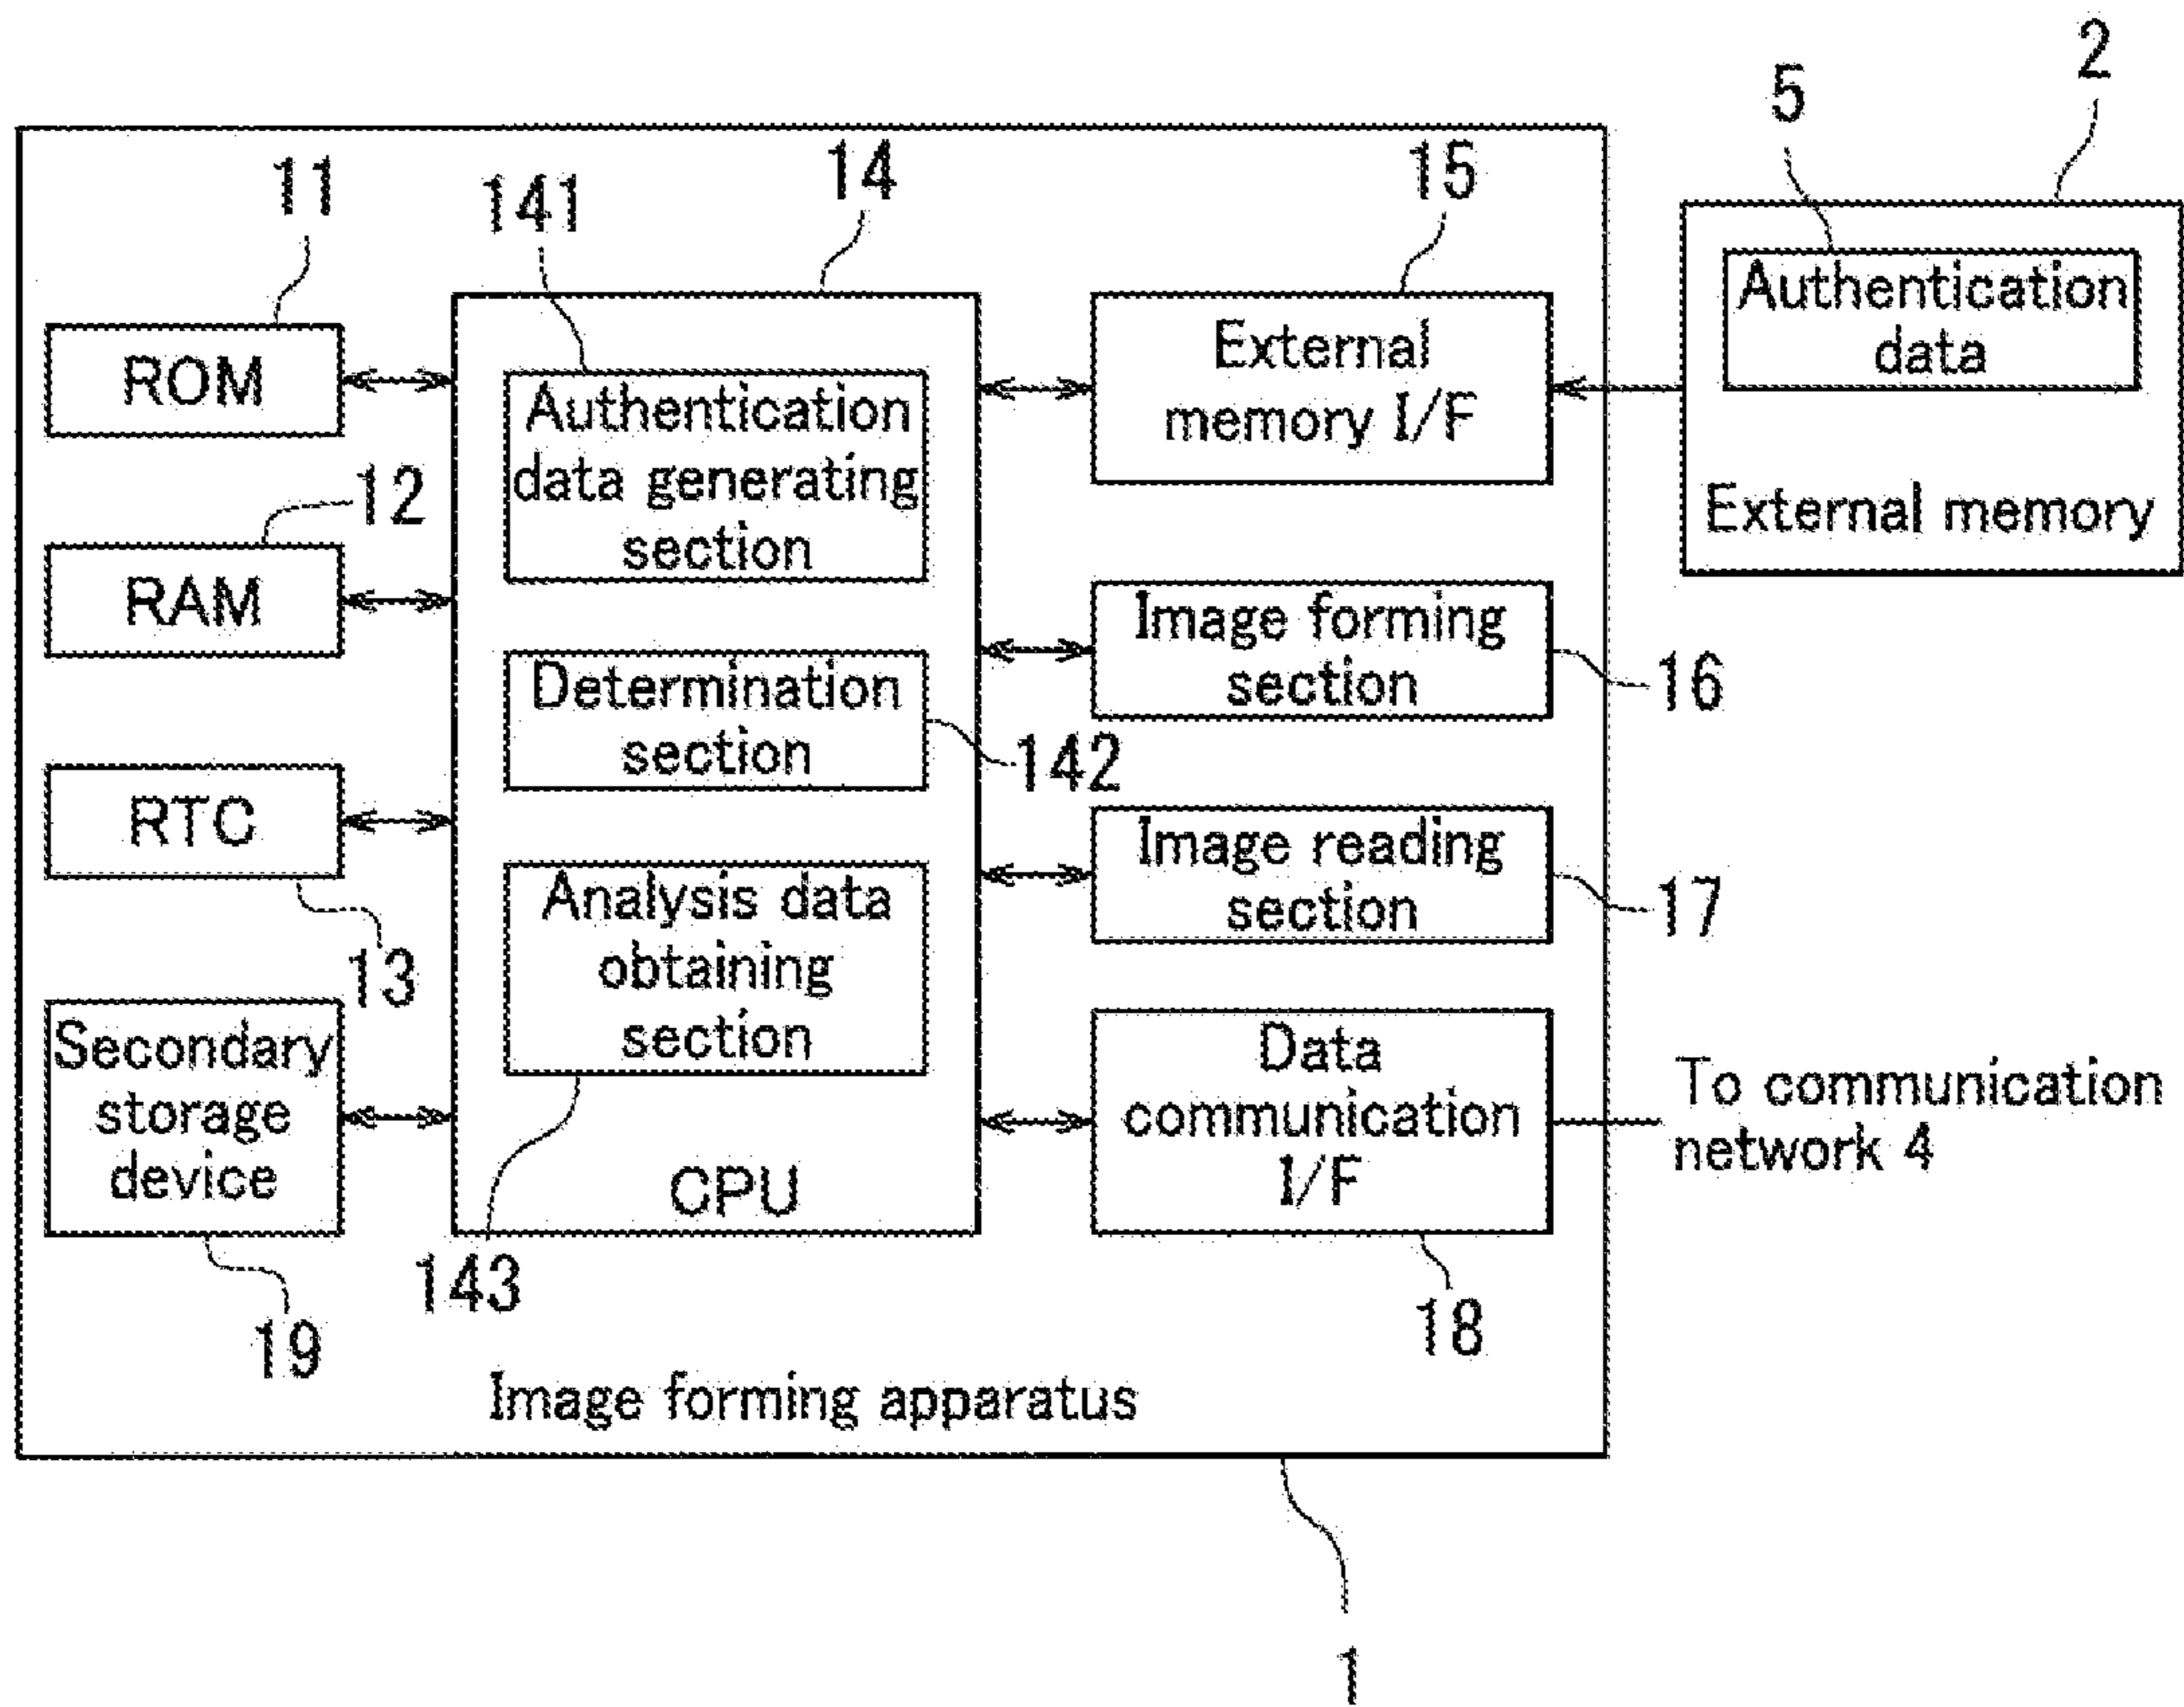 2
5
11
141
14
15
Authentication
data
External memory
ROM
Authentication
data generating
section
External
memory I/F
12
RAM
Determination
section
142
Image forming
section
16
RTC
13
Analysis data
obtaining
section
Image reading
section
17
Secondary
storage
device
CPU
Data
communication
I/F
To communication
network 4
143
19
18
Image forming apparatus
1